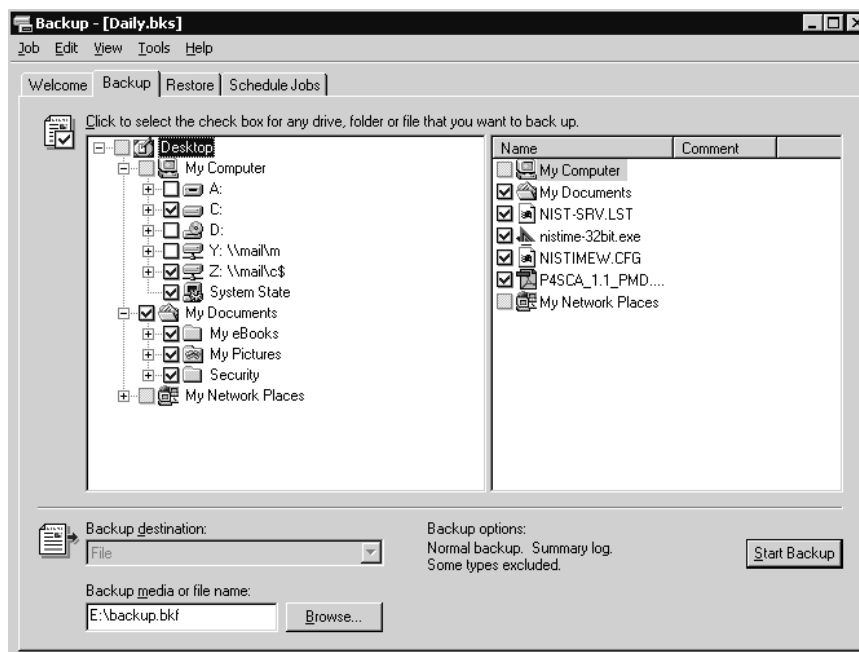 Backup - [Daily.bks]
Job Edit View Tools Help
Welcome Backup Restore Schedule Jobs
Click to select the check box for any drive, folder or file that you want to back up.
Desktop
My Computer
A:
C:
D:
Y: \\mail\m
Z: \\mail\c$
System State
My Documents
My eBooks
My Pictures
Security
My Network Places
Name Comment
My Computer
My Documents
NIST-SRV.LST
nistime-32bit.exe
NISTIMEW.CFG
P4SCA_1.1_PMD....
My Network Places
Backup destination:
File
Backup media or file name:
E:\backup.bkf
Browse...
Backup options:
Normal backup. Summary log.
Some types excluded.
Start Backup